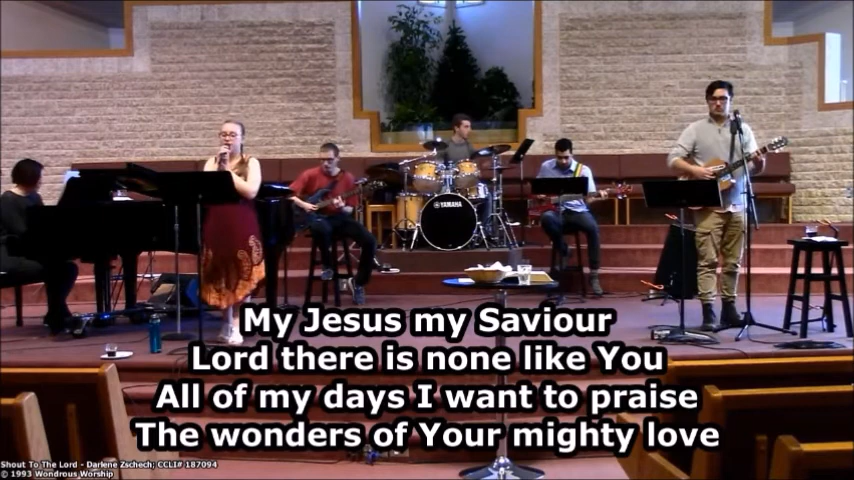 YAMAHA
My Jesus my Saviour
Lord there is none like You
All of my days I want to praise
The wonders of Your mighty love
Shout To The Lord - Darlene Zschech; CCLI# 187094
© 1993 Wondrous Worship